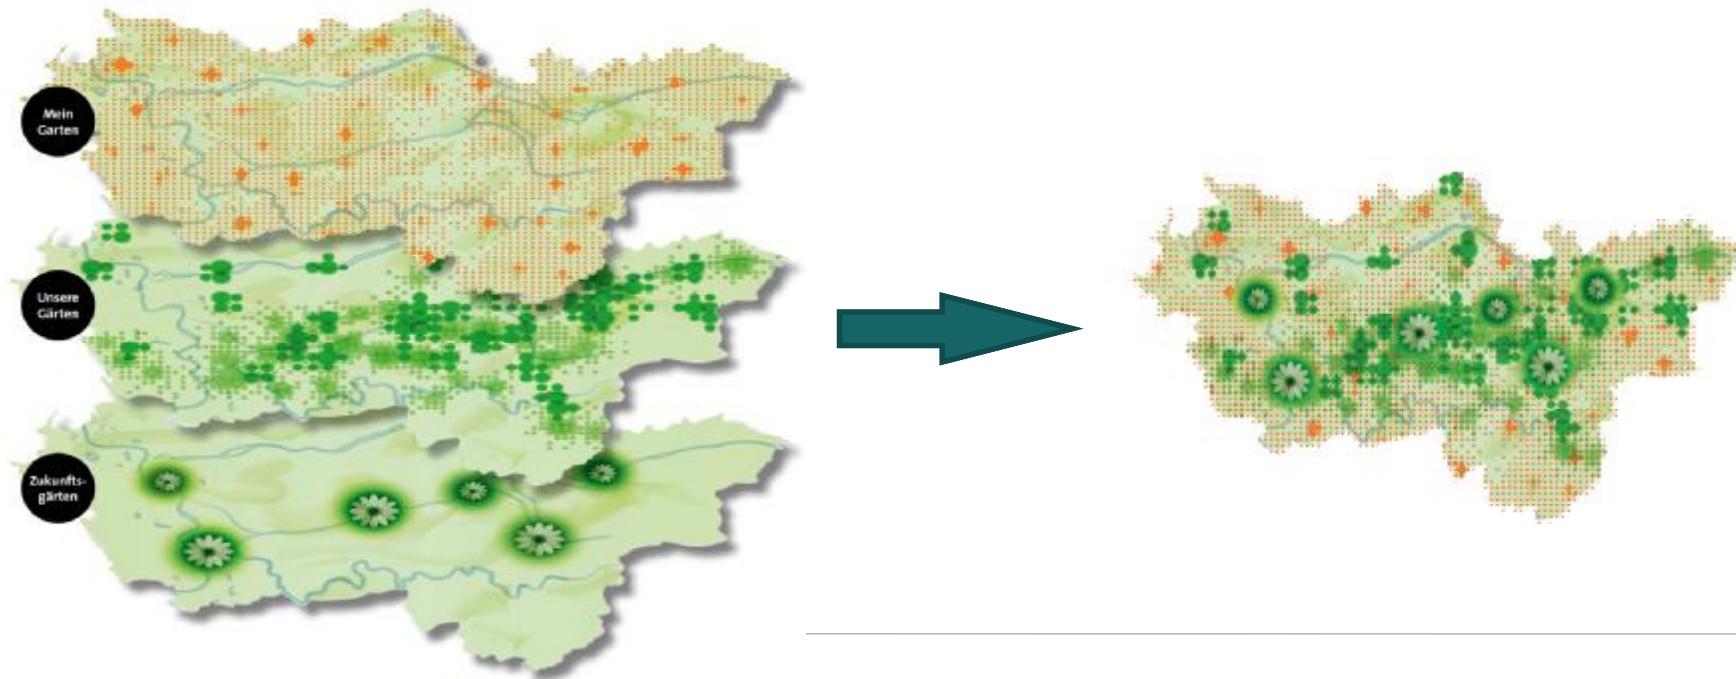 Mein
Garten
Unsere
Gärten
Zukunfts-
gärten